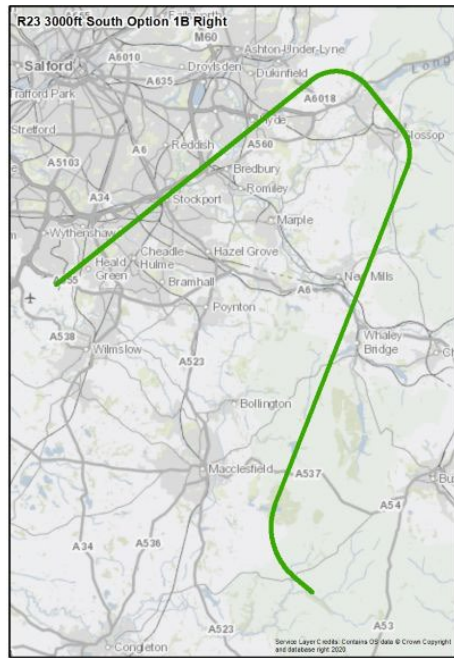 R23 3000ft South Option 1B Right
M60
Ashton-Under-Lyne
A6010
Salford
Droylsden
Dukinfield
A635
Trafford Park
A6018
Stretford
Hyde
Glossop
Reddish
A5103
A6
A560
Bredbury
Romiley
A34
Stockport
Marple
Wythenshaw
Cheadle
Hulme
Hazel Grove
Heald
Green
New Mills
Bramhall
A6
Poynton
A538
Whaley
Bridge
Wilmslow
A523
Bollington
Macclesfield
A537
A54
A34
A536
Congleton
A523
A53
Service Layer Credits: Contains OS data © Crown Copyright
and database right 2020